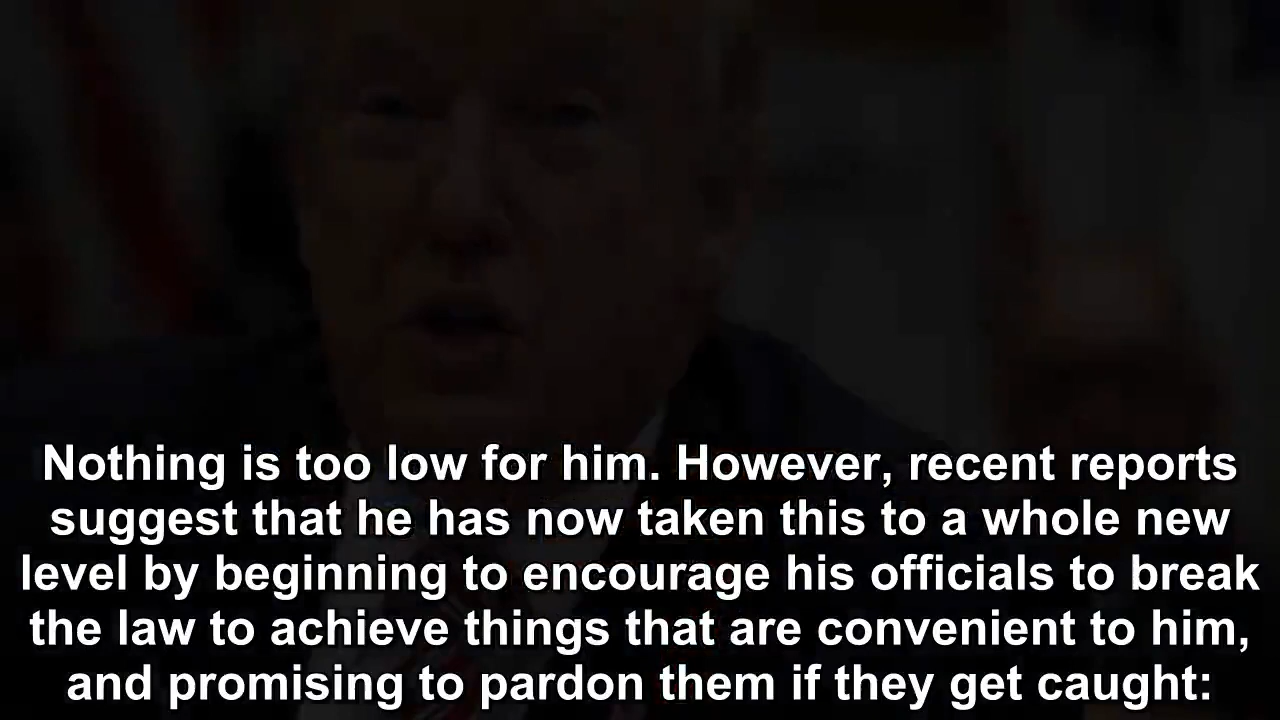 Nothing is too low for him. However, recent reports
suggest that he has now taken this to a whole new
level by beginning to encourage his officials to break
the law to achieve things that are convenient to him,
and promising to pardon them if they get caught: